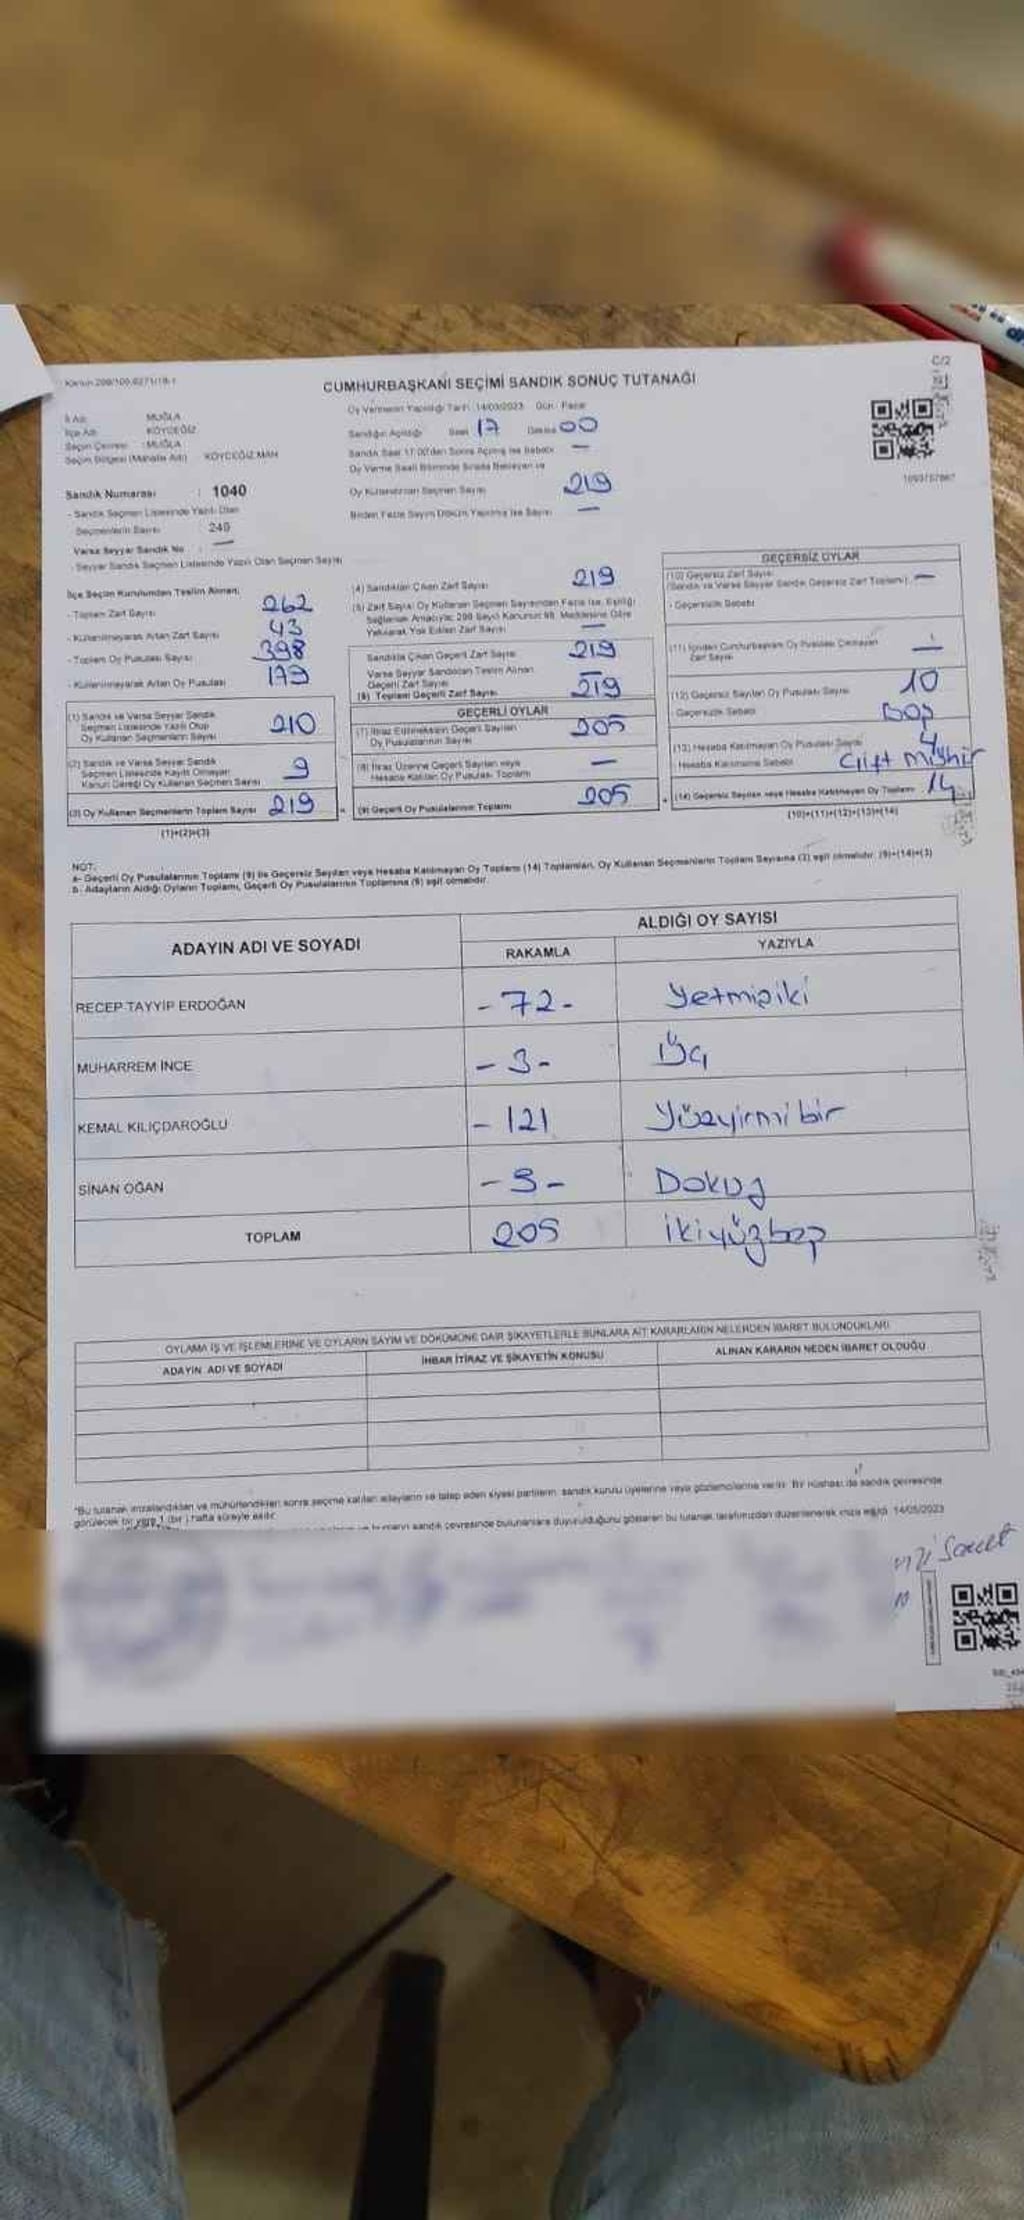 Kanun 298/105,6271/19-1
C/2
CUMHURBAŞKANI SEÇİMİ SANDIK SONUÇ TUTANAĞI
İl Adı : MUĞLA
İlçe Adı : KÖYCEĞİZ
Seçim Çevresi : MUĞLA
Seçim Bölgesi (Mahalle Adı) : KÖYCEĞİZ MAH
Sandık Numarası : 1040
- Sandık Seçmen Listesinde Yazılı Olan
Seçmenlerin Sayısı : 249
Varsa Seyyar Sandık No : —
- Seyyar Sandık Seçmen Listesinde Yazılı Olan Seçmen Sayısı
Oy Vermenin Yapıldığı Tarih : 14/05/2023 Gün : Pazar
Sandığın Açıldığı Saat 17 Dakika 00
Sandık Saat 17:00'den Sonra Açılmış İse Sebebi —
Oy Verme Saati Bitiminde Sırada Bekleyen ve
Oy Kullandırılan Seçmen Sayısı 219
Birden Fazla Sayım Döküm Yapılmış İse Sayısı —
İlçe Seçim Kurulundan Teslim Alınan;
- Toplam Zarf Sayısı 262
- Kullanılmayarak Artan Zarf Sayısı 43
- Toplam Oy Pusulası Sayısı 398
- Kullanılmayarak Artan Oy Pusulası 179
(1) Sandık ve Varsa Seyyar Sandık
Seçmen Listesinde Yazılı Olup
Oy Kullanan Seçmenlerin Sayısı 210
(2) Sandık ve Varsa Seyyar Sandık
Seçmen Listesinde Kayıtlı Olmayan
Kanun Gereği Oy Kullanan Seçmen Sayısı 9
(3) Oy Kullanan Seçmenlerin Toplam Sayısı 219
(1)+(2)=(3)
(4) Sandıktan Çıkan Zarf Sayısı 219
(5) Zarf Sayısı Oy Kullanan Seçmen Sayısından Fazla İse, Eşitliği
Sağlamak Amacıyla; 298 Sayılı Kanunun 98. Maddesine Göre
Yakılarak Yok Edilen Zarf Sayısı —
Sandıkta Çıkan Geçerli Zarf Sayısı 219
Varsa Seyyar Sandıktan Teslim Alınan
Geçerli Zarf Sayısı —
(6) Toplam Geçerli Zarf Sayısı 219
GEÇERLİ OYLAR
(7) İtiraz Edilmeksizin Geçerli Sayılan
Oy Pusulalarının Sayısı 205
(8) İtiraz Üzerine Geçerli Sayılan veya
Hesaba Katılan Oy Pusulası Toplamı —
(9) Geçerli Oy Pusulalarının Toplamı 205
GEÇERSİZ OYLAR
(10) Geçersiz Zarf Sayısı
(Sandık ve Varsa Seyyar Sandık Geçersiz Zarf Toplamı) —
- Geçersizlik Sebebi
(11) İçinden Cumhurbaşkanı Oy Pusulası Çıkmayan
Zarf Sayısı —
(12) Geçersiz Sayılan Oy Pusulası Sayısı 10
Geçersizlik Sebebi Boş
(13) Hesaba Katılmayan Oy Pusulası Sayısı 4
Hesaba Katılmama Sebebi Çift mühür
(14) Geçersiz Sayılan veya Hesaba Katılmayan Oy Toplamı 14
(10)+(11)+(12)+(13)=(14)
NOT:
a- Geçerli Oy Pusulaların Toplamı (9) ile Geçersiz Sayılan veya Hesaba Katılmayan Oy Toplamı (14) Toplamları, Oy Kullanan Seçmenlerin Toplam Sayısına (3) eşit olmalıdır. (9)+(14)=(3)
b- Adayların Aldığı Oyların Toplamı, Geçerli Oy Pusulalarının Toplamına (9) eşit olmalıdır.
ADAYIN ADI VE SOYADI
ALDIĞI OY SAYISI
RAKAMLA YAZIYLA
RECEP TAYYİP ERDOĞAN -72- Yetmişiki
MUHARREM İNCE -3- Üç
KEMAL KILIÇDAROĞLU -121 Yüzyirmibir
SİNAN OĞAN -9- Dokuz
TOPLAM 205 ikiyüzbeş
OYLAMA İŞ VE İŞLEMLERİNE VE OYLARIN SAYIM VE DÖKÜMÜNE DAİR ŞİKAYETLERLE BUNLARA AİT KARARLARIN NELERDEN İBARET BULUNDUKLARI
ADAYIN ADI VE SOYADI İHBAR İTİRAZ VE ŞİKAYETİN KONUSU ALINAN KARARIN NEDEN İBARET OLDUĞU
*Bu tutanak imzalandıktan ve mühürlendikten sonra seçime katılan adayların ve talep eden siyasi partilerin sandık kurulu üyelerine veya gözlemcilerine verilir. Bir nüshası da sandık çevresinde
görülecek bir yere 1 (bir) hafta süreyle asılır.
sandık çevresinde bulunanlara duyurulduğunu gösteren bu tutanak tarafımızdan düzenlenerek imza edildi. 14/05/2023